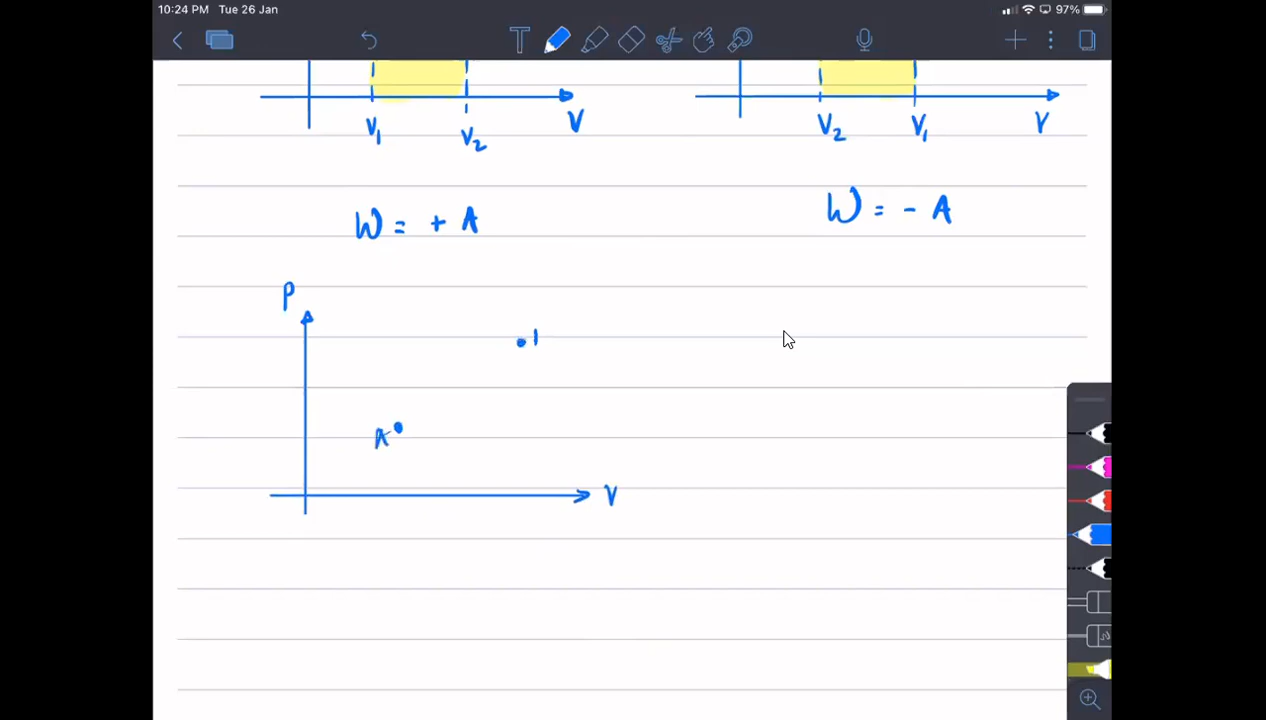 10:24 PM Tue 26 Jan
97%
T
V₁ V₂ V
V₂ V₁ V
W = + A
W = - A
P
1
A
V